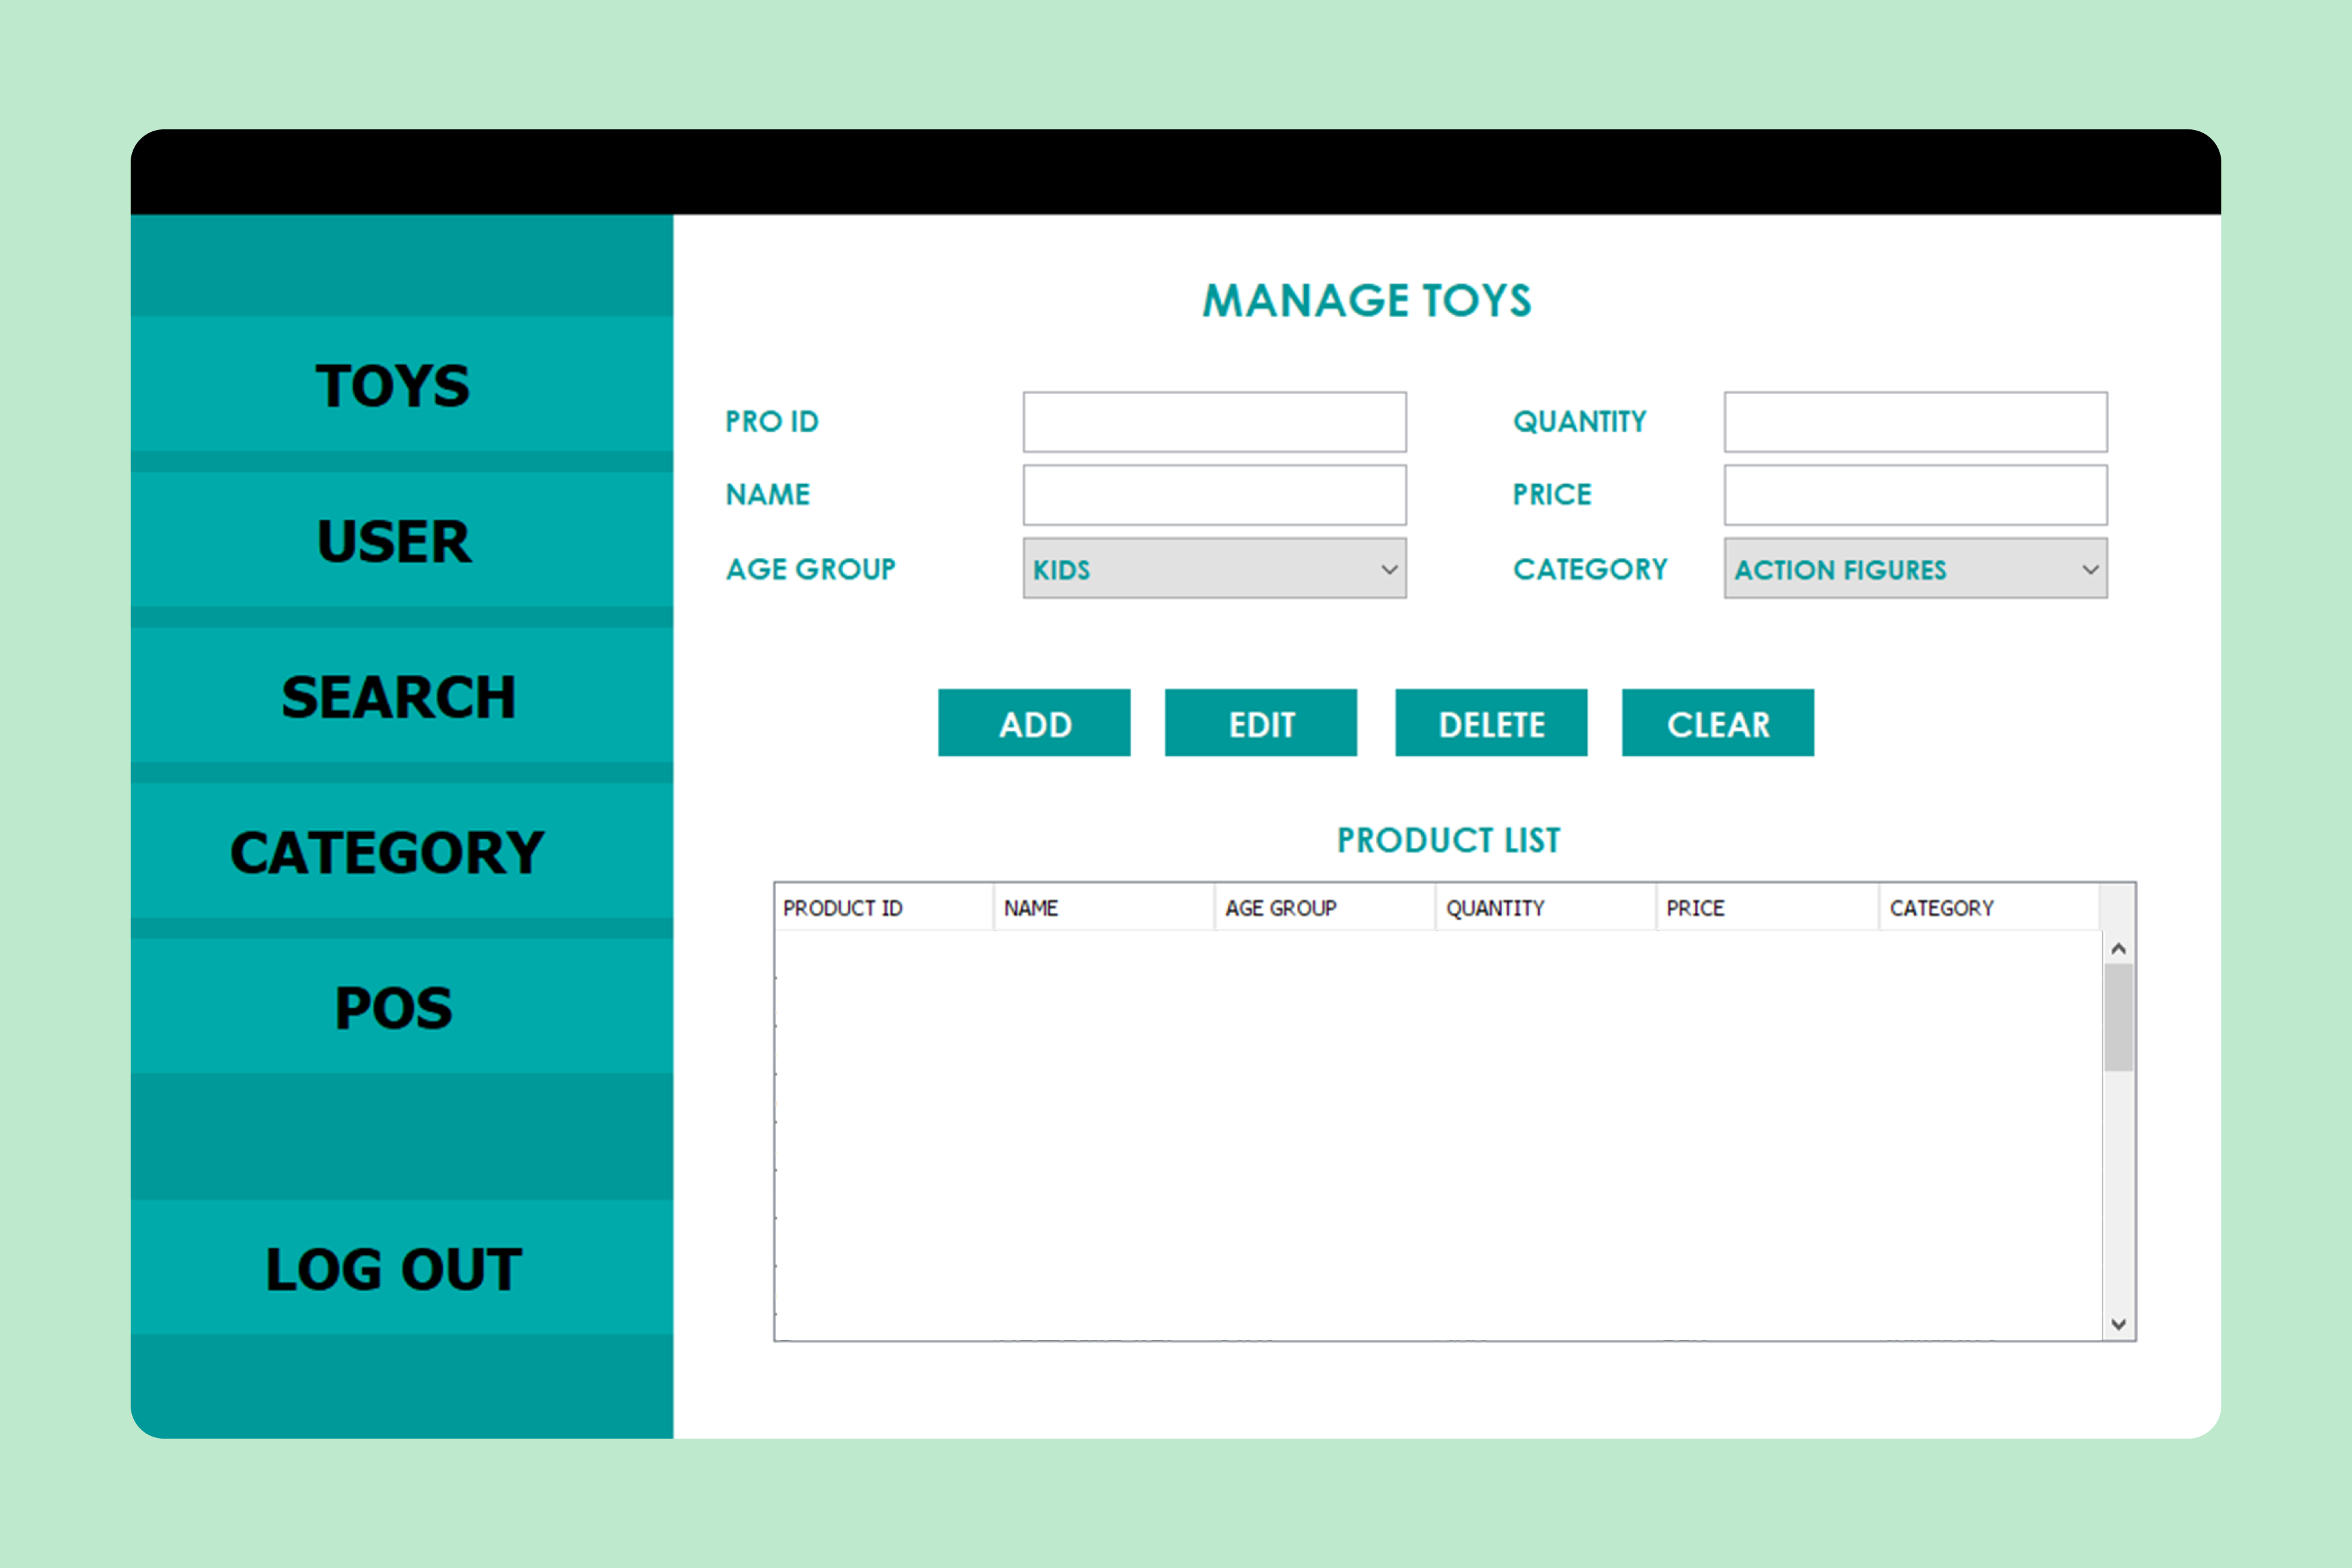 TOYS
USER
SEARCH
CATEGORY
POS
LOG OUT
MANAGE TOYS
PRO ID
QUANTITY
NAME
PRICE
AGE GROUP KIDS
CATEGORY ACTION FIGURES
ADD EDIT DELETE CLEAR
PRODUCT LIST
PRODUCT ID NAME AGE GROUP QUANTITY PRICE CATEGORY